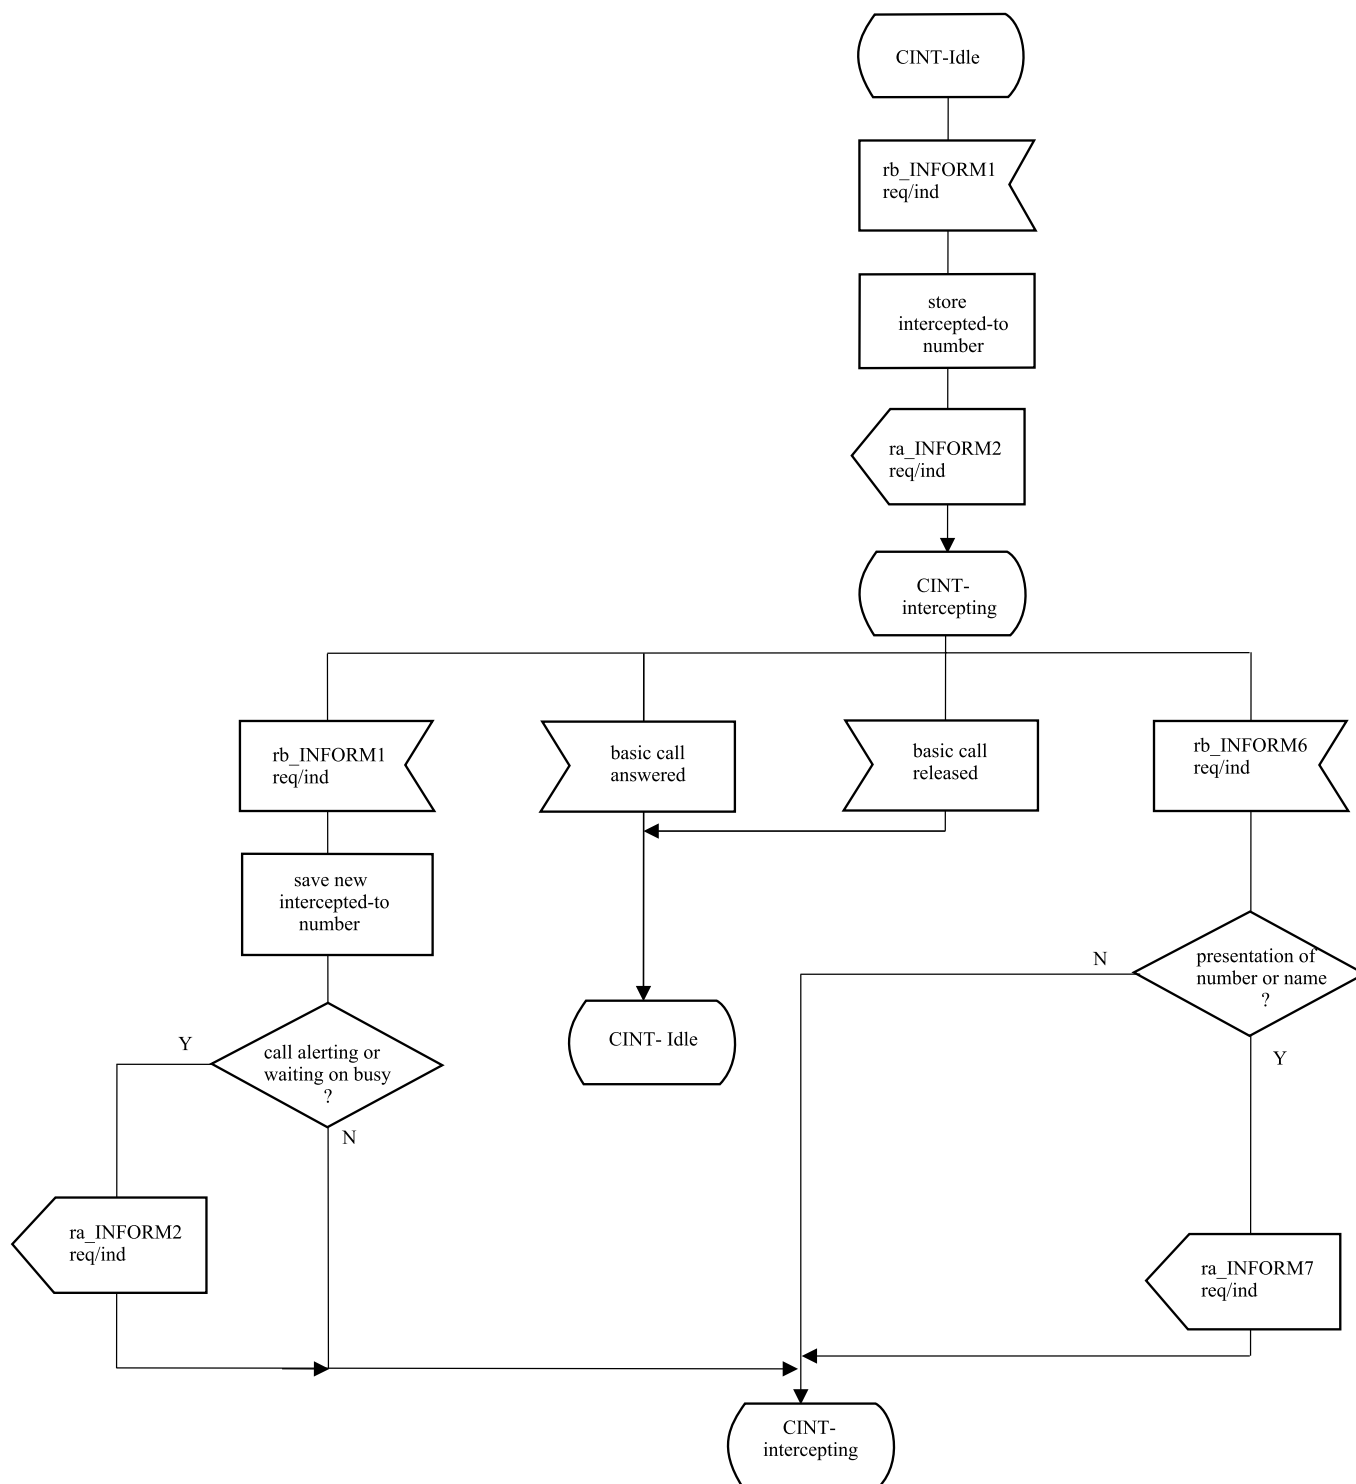 CINT-Idle
rb_INFORM1
req/ind
store
intercepted-to
number
ra_INFORM2
req/ind
CINT-
intercepting
rb_INFORM1
req/ind
basic call
answered
basic call
released
rb_INFORM6
req/ind
save new
intercepted-to
number
N
presentation of
number or name
?
Y
call alerting or
waiting on busy
?
CINT- Idle
Y
N
ra_INFORM2
req/ind
ra_INFORM7
req/ind
CINT-
intercepting